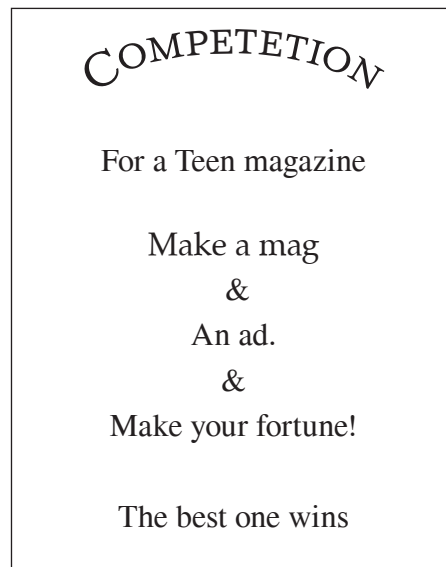 COMPETETION
For a Teen magazine
Make a mag
&
An ad.
&
Make your fortune!
The best one wins